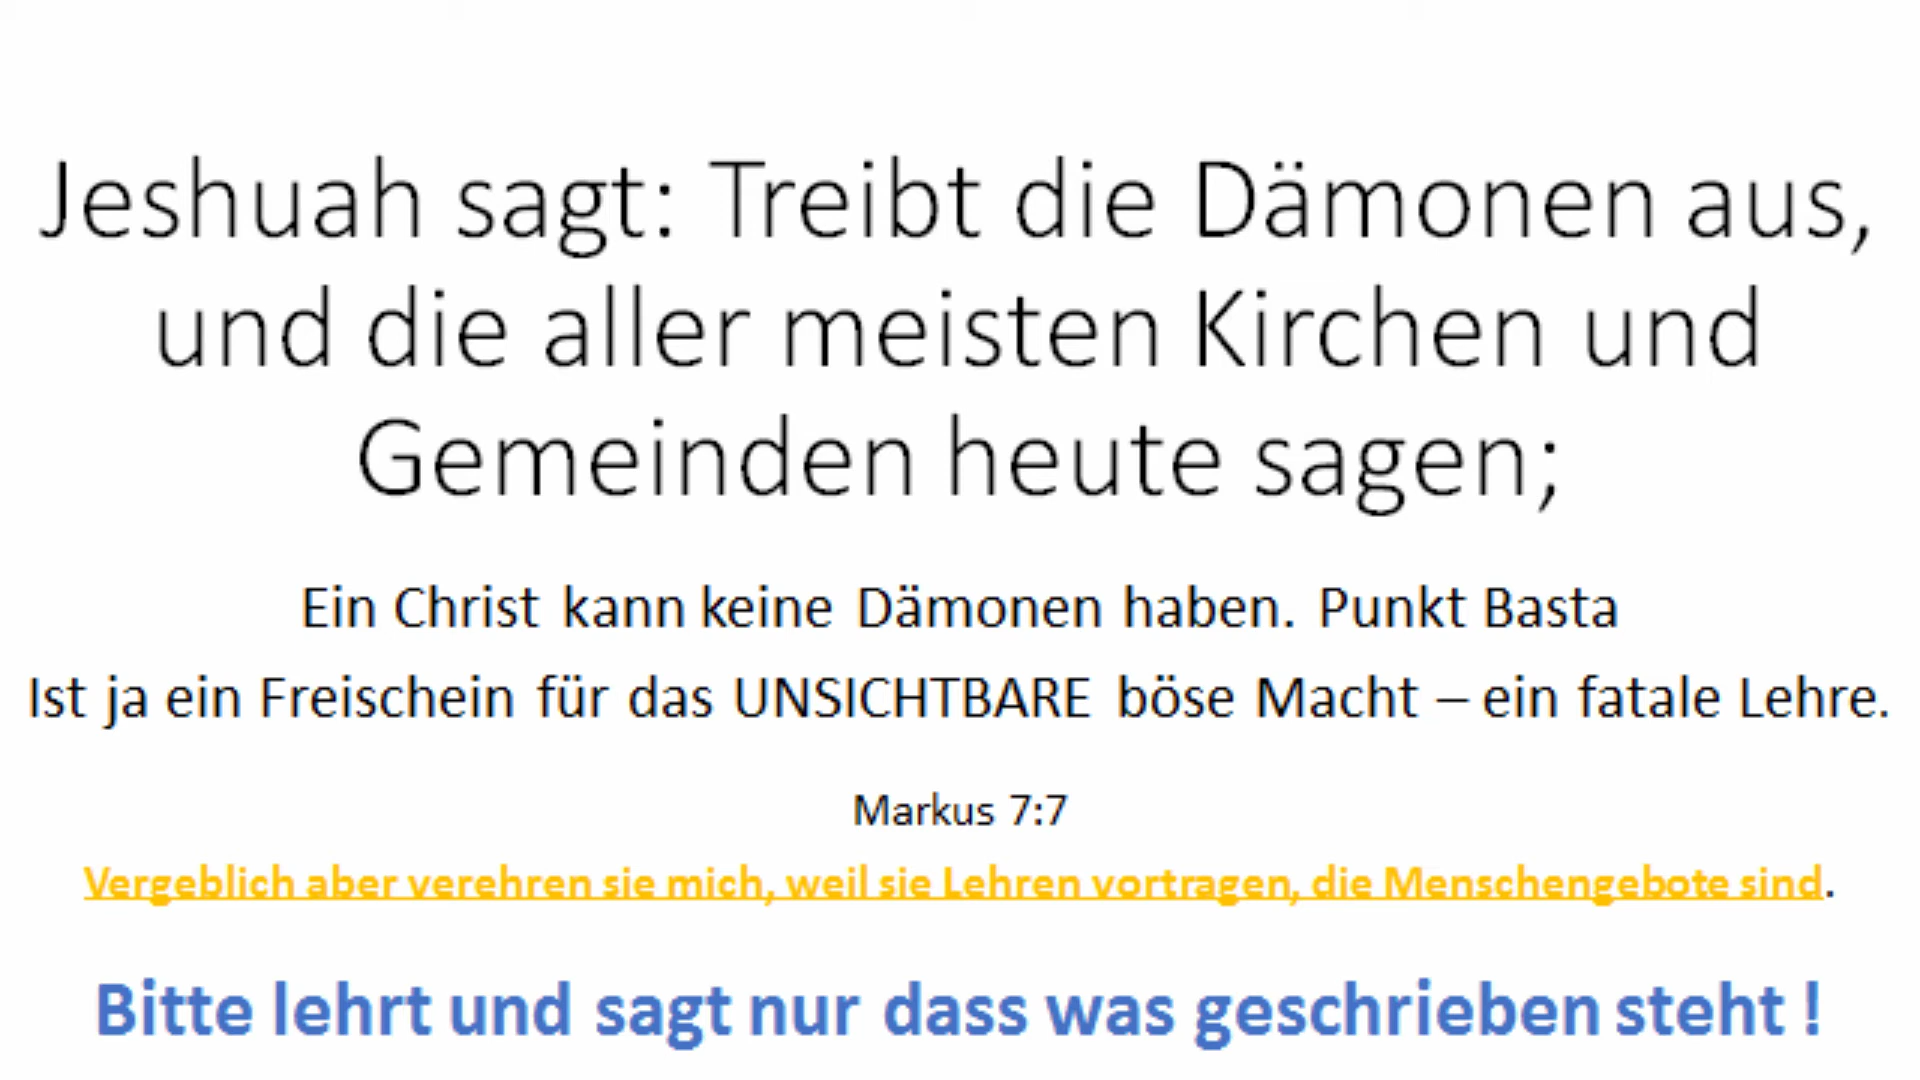 Jeshuah sagt: Treibt die Dämonen aus,
und die aller meisten Kirchen und
Gemeinden heute sagen;
Ein Christ kann keine Dämonen haben. Punkt Basta
Ist ja ein Freischein für das UNSICHTBARE böse Macht – ein fatale Lehre.
Markus 7:7
Vergeblich aber verehren sie mich, weil sie Lehren vortragen, die Menschengebote sind.
Bitte lehrt und sagt nur dass was geschrieben steht !